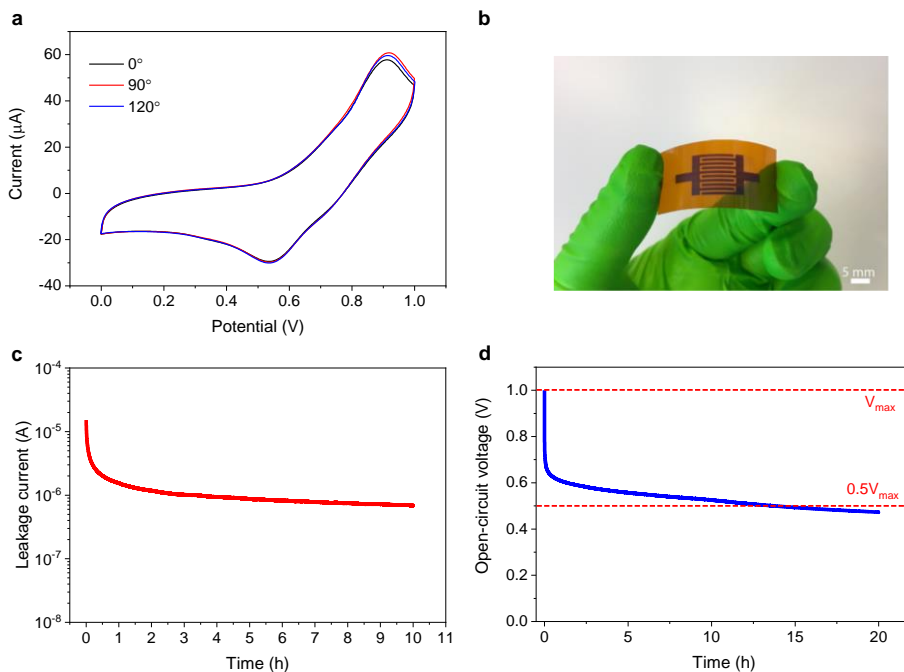 a
60
40
20
0
-20
-40
0.0 0.2 0.4 0.6 0.8 1.0
Current (μA)
Potential (V)
0°
90°
120°
b
5 mm
c
10⁻⁴
10⁻⁵
10⁻⁶
10⁻⁷
10⁻⁸
0 1 2 3 4 5 6 7 8 9 10 11
Leakage current (A)
Time (h)
d
1.0
0.8
0.6
0.4
0.2
0.0
0 5 10 15 20
Open-circuit voltage (V)
Time (h)
Vmax
0.5Vmax